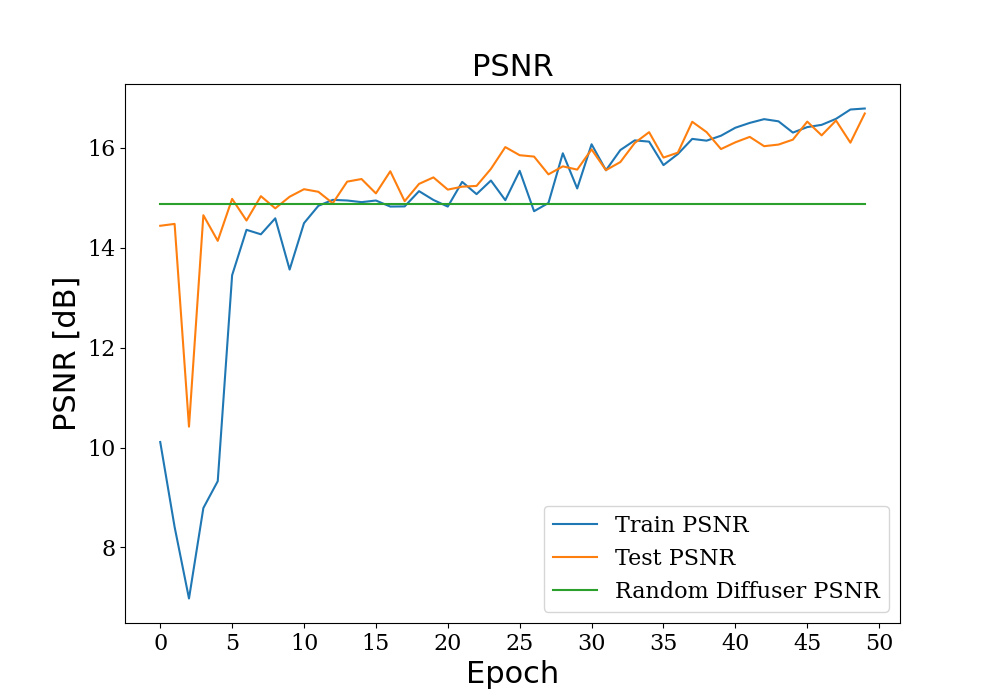 PSNR
PSNR [dB]
16
14
12
10
8
Train PSNR
Test PSNR
Random Diffuser PSNR
0 5 10 15 20 25 30 35 40 45 50
Epoch